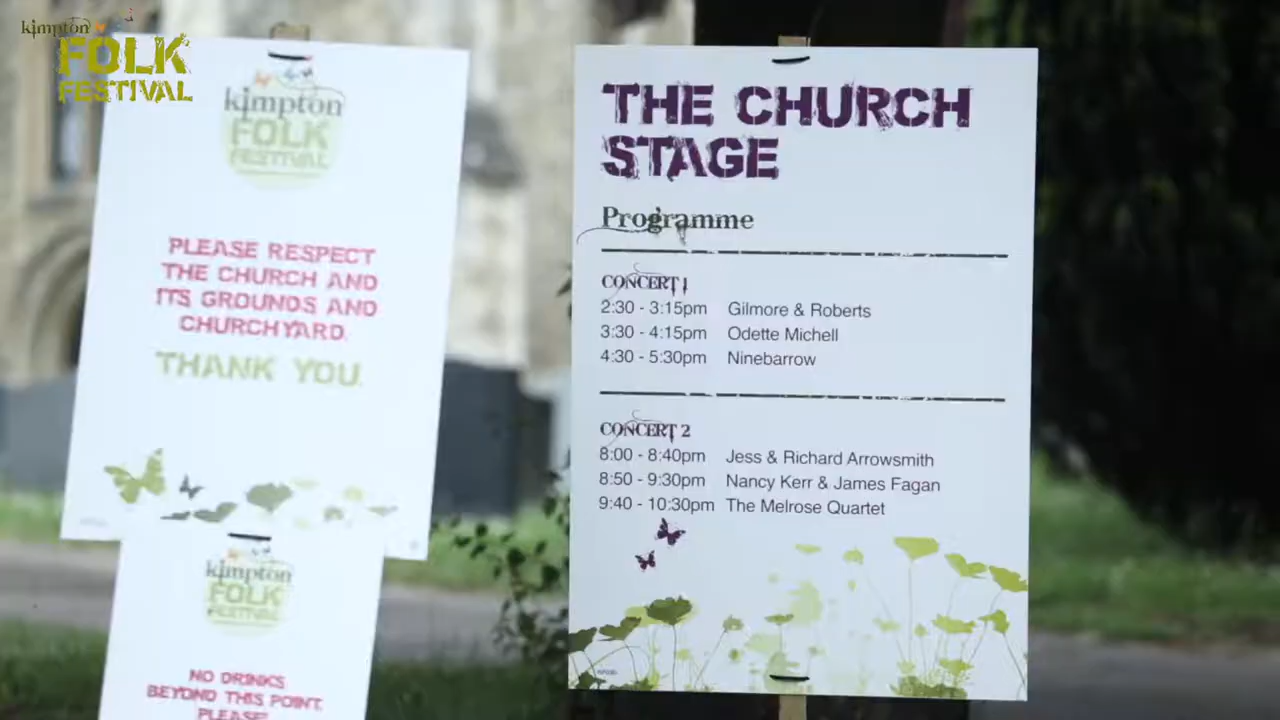 kimpton
FOLK
FESTIVAL
kimpton
FOLK
FESTIVAL
PLEASE RESPECT
THE CHURCH AND
ITS GROUNDS AND
CHURCHYARD.
THANK YOU.
kimpton
FOLK
FESTIVAL
NO DRINKS
BEYOND THIS POINT,
PLEASE!
THE CHURCH
STAGE
Programme
CONCERT 1
2:30 - 3:15pm Gilmore & Roberts
3:30 - 4:15pm Odette Michell
4:30 - 5:30pm Ninebarrow
CONCERT 2
8:00 - 8:40pm Jess & Richard Arrowsmith
8:50 - 9:30pm Nancy Kerr & James Fagan
9:40 - 10:30pm The Melrose Quartet